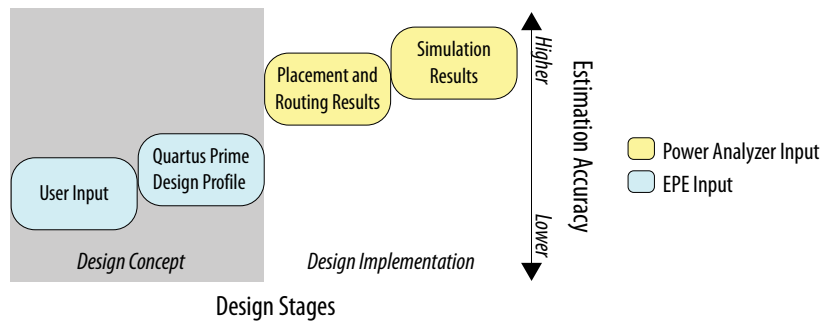 Simulation
Results
Placement and
Routing Results
Quartus Prime
Design Profile
User Input
Design Concept
Design Implementation
Design Stages
Higher
Lower
Estimation Accuracy
Power Analyzer Input
EPE Input